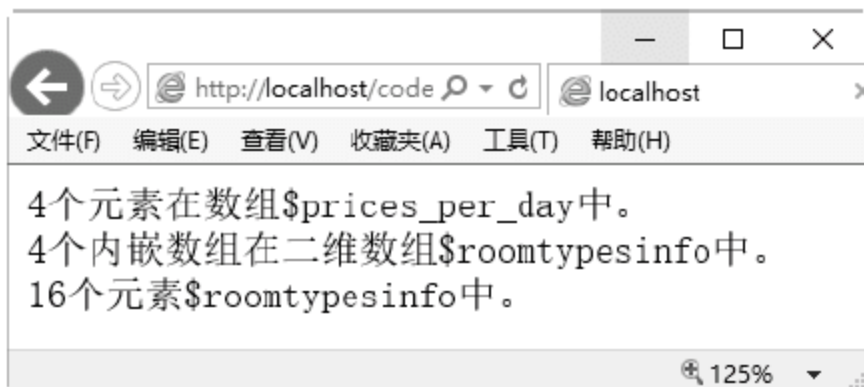 http://localhost/code
localhost
文件(F) 编辑(E) 查看(V) 收藏夹(A) 工具(T) 帮助(H)
4个元素在数组$prices_per_day中。
4个内嵌数组在二维数组$roomtypesinfo中。
16个元素$roomtypesinfo中。
125%